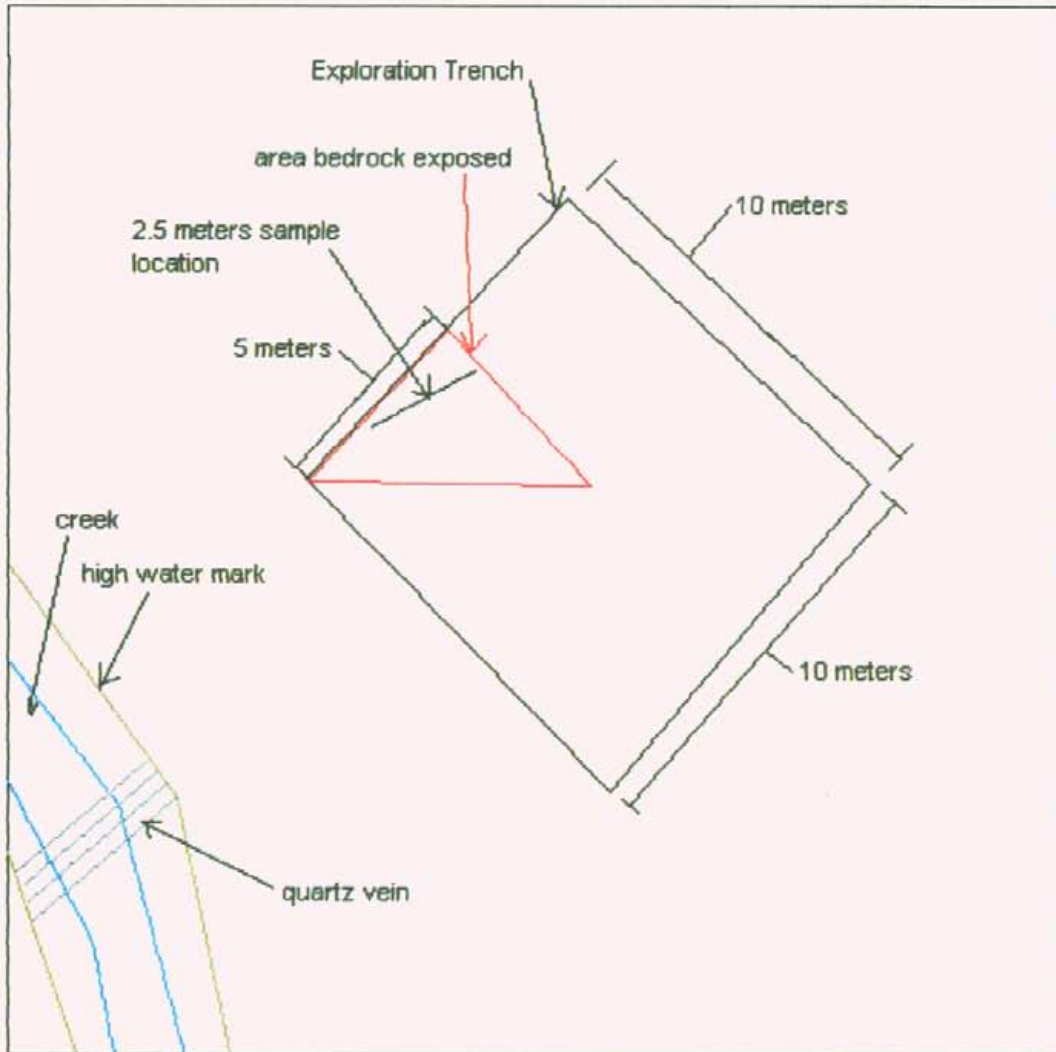 Exploration Trench
area bedrock exposed
10 meters
2.5 meters sample
location
5 meters
creek
high water mark
10 meters
quartz vein